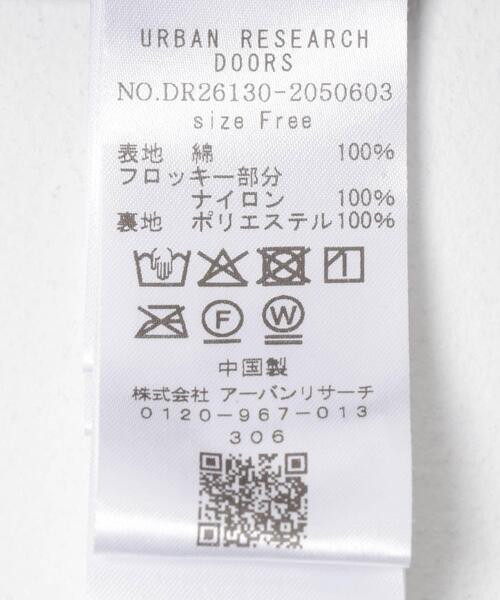 URBAN RESEARCH
DOORS
NO.DR26130-2050603
size Free
表地 綿 100%
フロッキー部分
ナイロン 100%
裏地 ポリエステル100%
F W
中国製
株式会社 アーバンリサーチ
0120-967-013
306